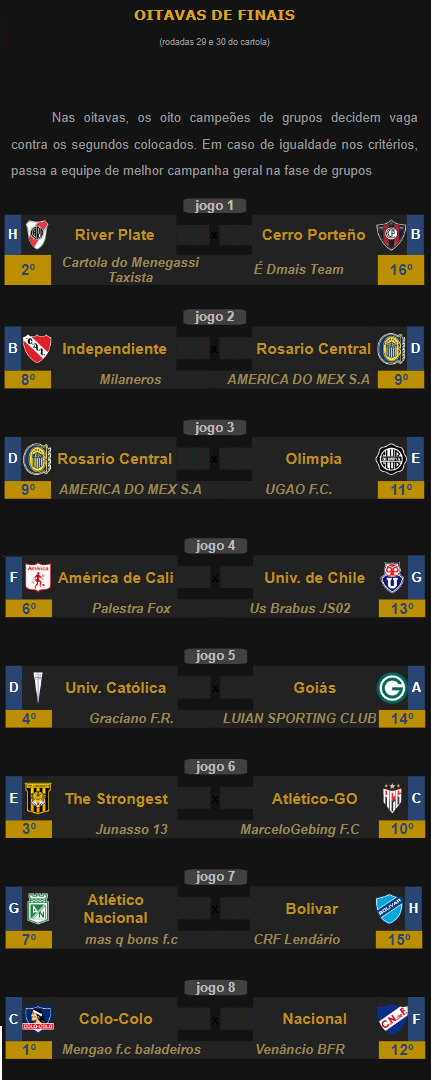 OITAVAS DE FINAIS
(rodadas 29 e 30 do cartola)
Nas oitavas, os oito campeões de grupos decidem vaga
contra os segundos colocados. Em caso de igualdade nos critérios,
passa a equipe de melhor campanha geral na fase de grupos
jogo 1
H River Plate x Cerro Porteño B
2º Cartola do Menegassi Taxista É Dmais Team 16º
jogo 2
B Independiente x Rosario Central D
8º Milaneros AMERICA DO MEX S.A 9º
jogo 3
D Rosario Central x Olimpia E
9º AMERICA DO MEX S.A UGAO F.C. 11º
jogo 4
F América de Cali x Univ. de Chile G
6º Palestra Fox Us Brabus JS02 13º
jogo 5
D Univ. Católica x Goiás A
4º Graciano F.R. LUIAN SPORTING CLUB 14º
jogo 6
E The Strongest x Atlético-GO C
3º Junasso 13 MarceloGebing F.C 10º
jogo 7
G Atlético Nacional x Bolivar H
7º mas q bons f.c CRF Lendário 15º
jogo 8
C Colo-Colo x Nacional F
1º Mengao f.c baladeiros Venâncio BFR 12º